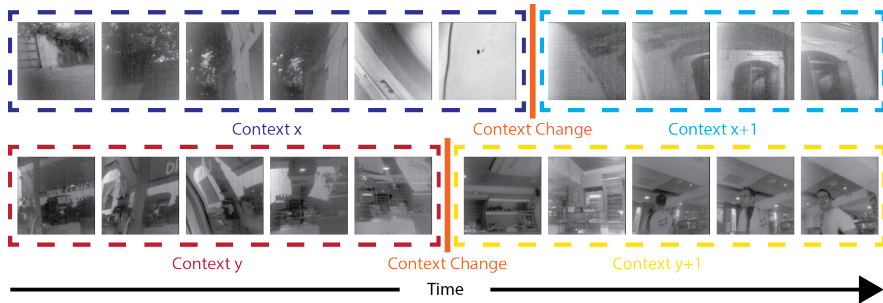 Context x
Context Change
Context x+1
Context y
Context Change
Context y+1
Time